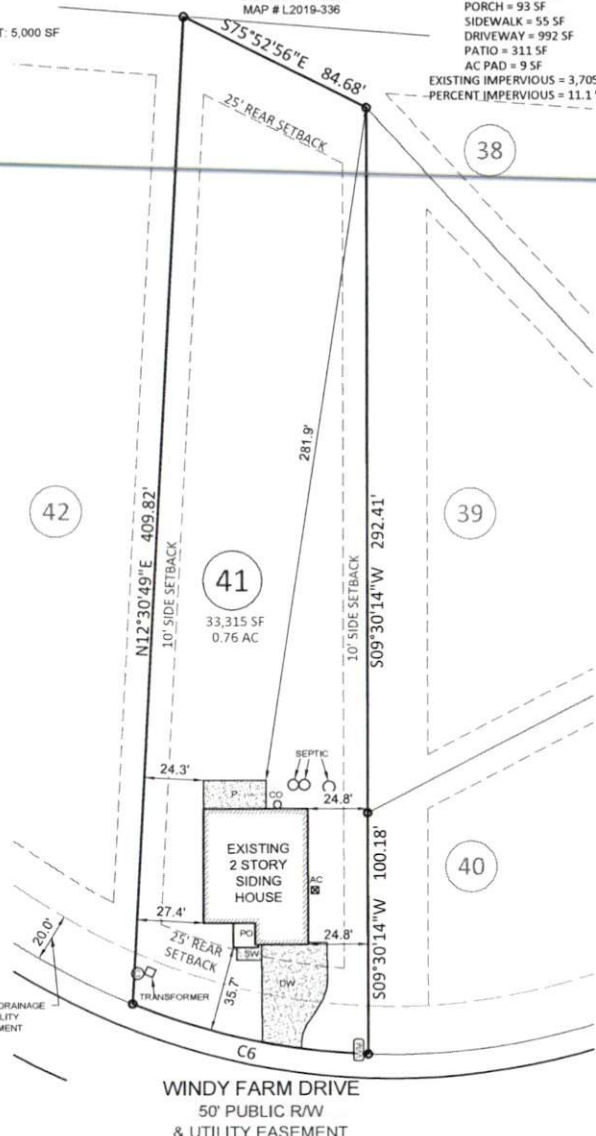 MAP # L2019-336
PORCH = 93 SF
SIDEWALK = 55 SF
DRIVEWAY = 992 SF
PATIO = 311 SF
AC PAD = 9 SF
EXISTING IMPERVIOUS = 3,705
PERCENT IMPERVIOUS = 11.1
T: 5,000 SF
S75°52'56"E 84.68'
25' REAR SETBACK
38
281.9'
42
N12°30'49"E 409.82'
10' SIDE SETBACK
41
33,315 SF
0.76 AC
10' SIDE SETBACK
S09°30'14"W 292.41'
39
SEPTIC
24.3'
P
CO
24.8'
EXISTING
2 STORY
SIDING
HOUSE
AC
S09°30'14"W 100.18'
40
27.4'
PO
SW
24.8'
25' REAR
SETBACK
20.0'
35.7'
DW
TRANSFORMER
DRAINAGE
LITY
MENT
C6
WM
WINDY FARM DRIVE
50' PUBLIC R/W
& UTILITY EASEMENT